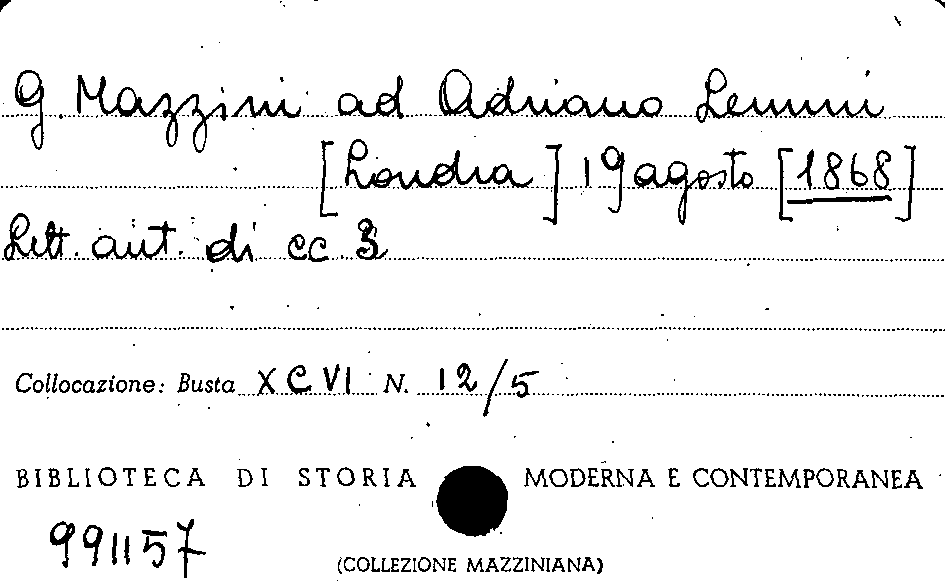 G. Mazzini ad Adriano Lemmi
[Londra] 19 agosto [1868]
Lett. aut. di cc. 3
Collocazione: Busta XCVI N. 12/5
BIBLIOTECA DI STORIA MODERNA E CONTEMPORANEA
991157
(COLLEZIONE MAZZINIANA)